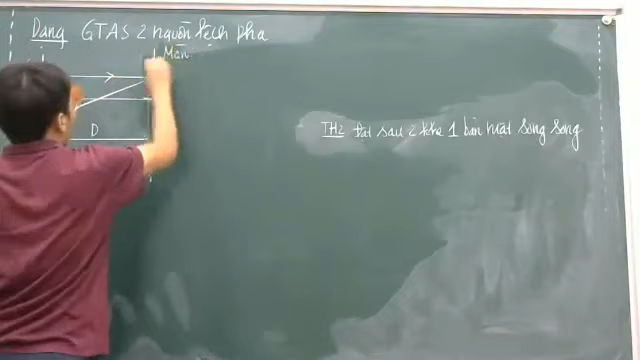 Dạng GTAS 2 nguồn lệch pha
Màn
D
TH2 Đặt sau 2 khe 1 bản mặt song song